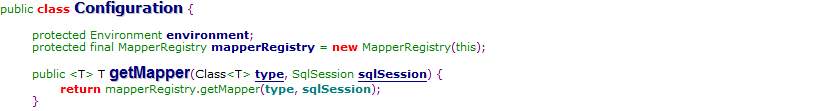 public class Configuration {
protected Environment environment;
protected final MapperRegistry mapperRegistry = new MapperRegistry(this);
public <T> T getMapper(Class<T> type, SqlSession sqlSession) {
return mapperRegistry.getMapper(type, sqlSession);
}